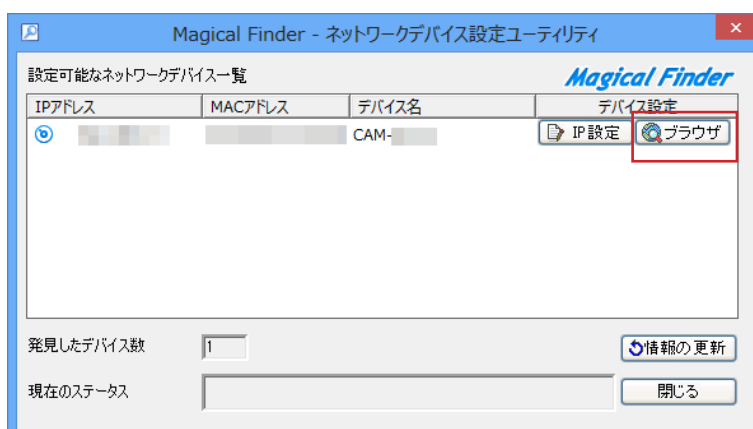 Magical Finder - ネットワークデバイス設定ユーティリティ
設定可能なネットワークデバイス一覧
Magical Finder
IPアドレス MACアドレス デバイス名 デバイス設定
CAM- IP設定 ブラウザ
発見したデバイス数 1 情報の更新
現在のステータス 閉じる